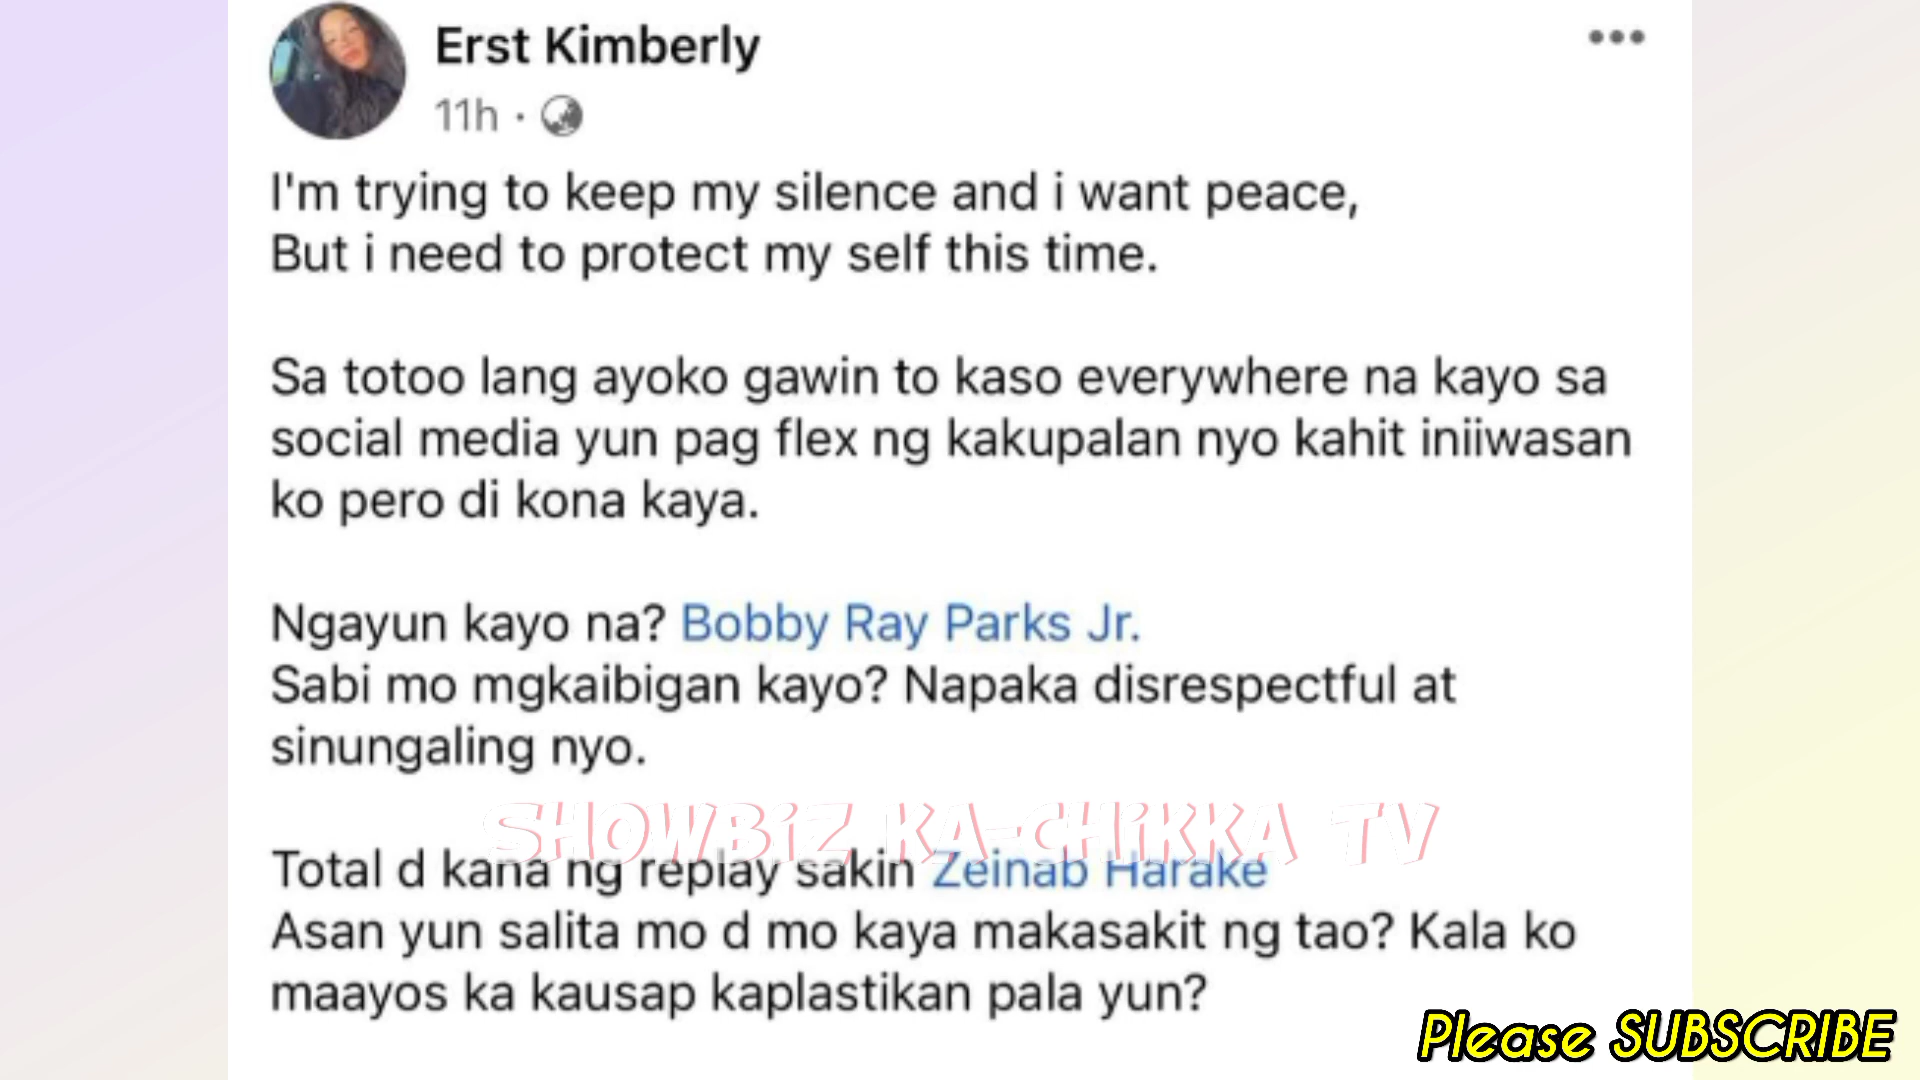 Erst Kimberly
11h ·
I'm trying to keep my silence and i want peace,
But i need to protect my self this time.
Sa totoo lang ayoko gawin to kaso everywhere na kayo sa
social media yun pag flex ng kakupalan nyo kahit iniiwasan
ko pero di kona kaya.
Ngayun kayo na? Bobby Ray Parks Jr.
Sabi mo mgkaibigan kayo? Napaka disrespectful at
sinungaling nyo.
SHOWBiZ KA-CHiKKA TV
Total d kana ng replay sakin Zeinab Harake
Asan yun salita mo d mo kaya makasakit ng tao? Kala ko
maayos ka kausap kaplastikan pala yun?
Please SUBSCRIBE